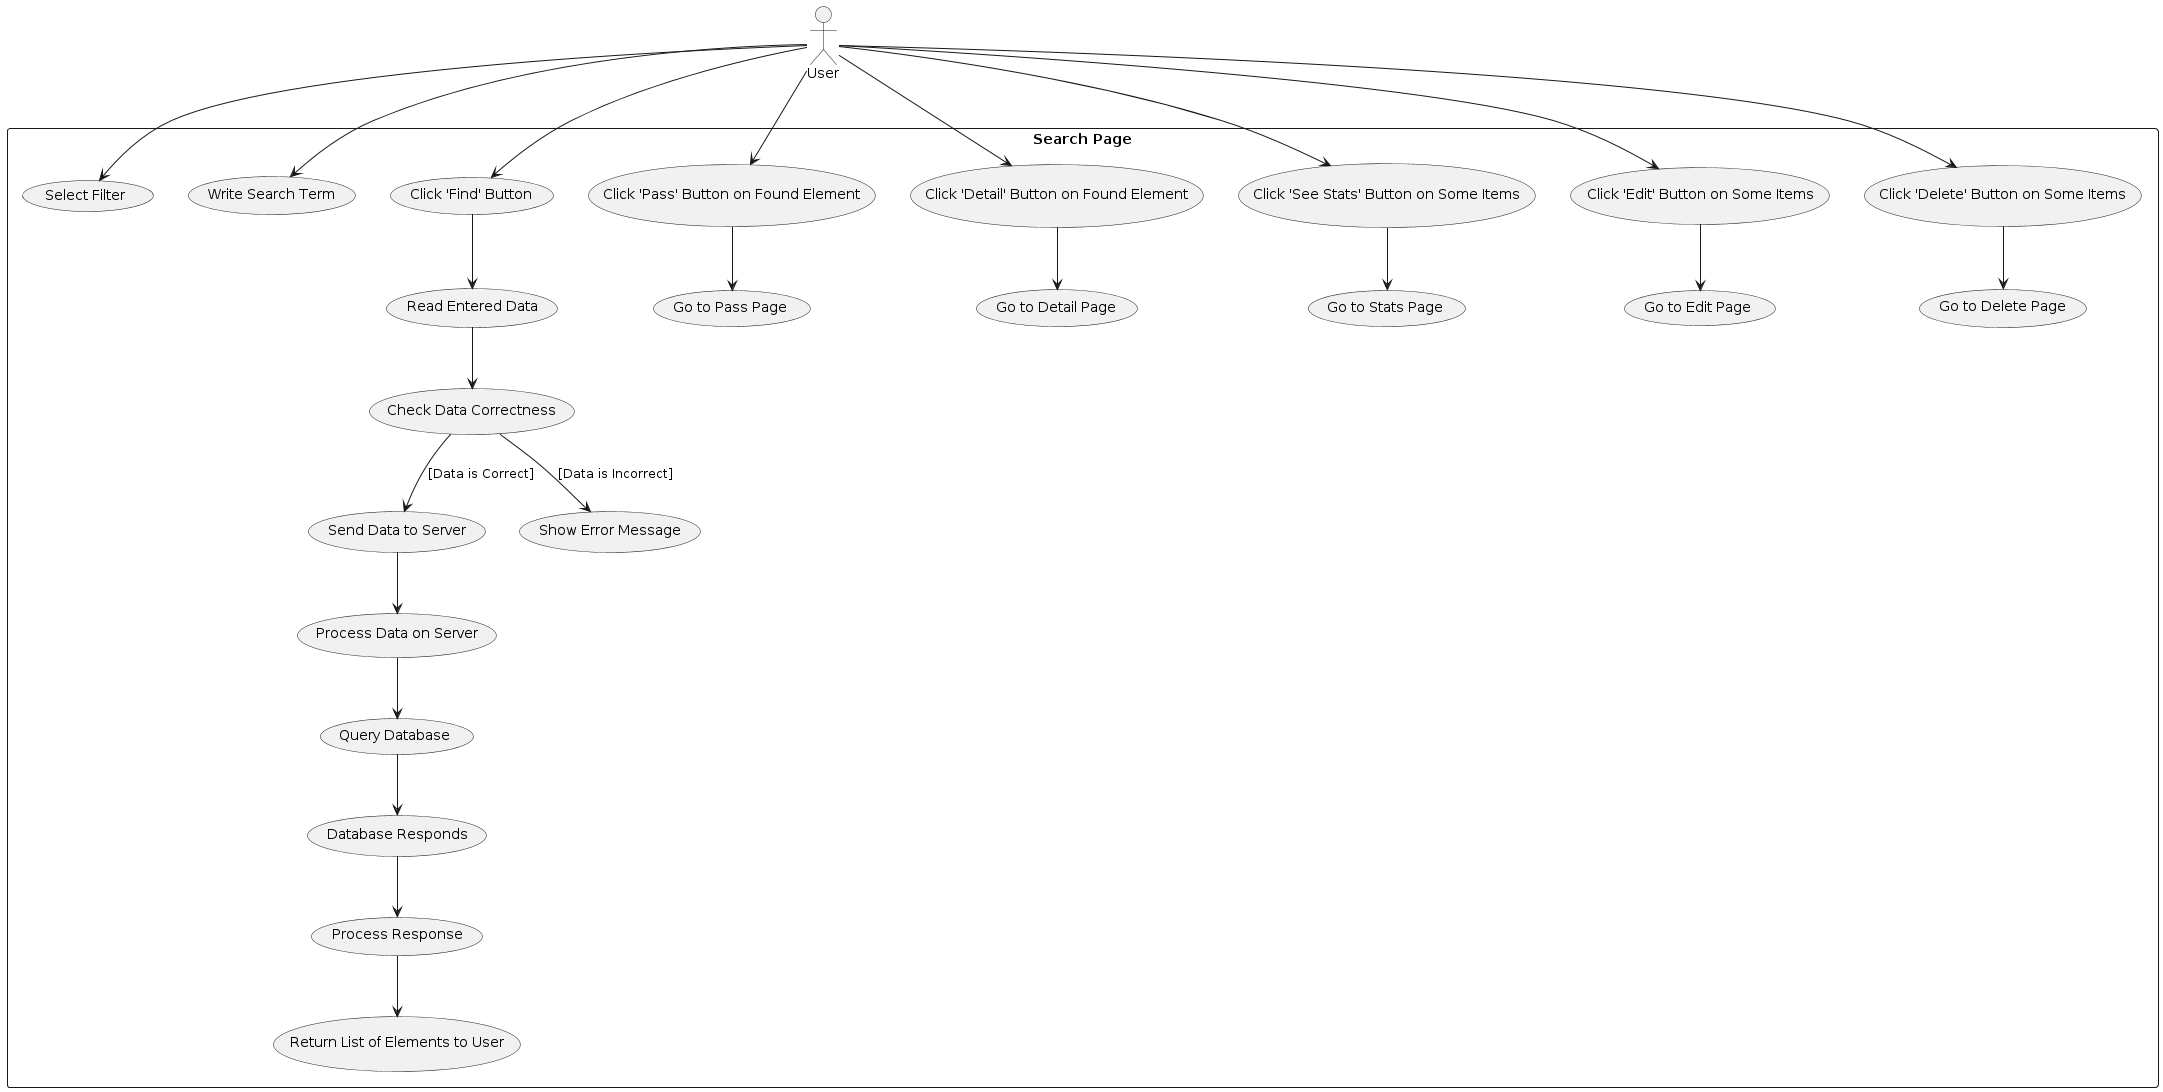 User
Search Page
Select Filter
Write Search Term
Click 'Find' Button
Click 'Pass' Button on Found Element
Click 'Detail' Button on Found Element
Click 'See Stats' Button on Some Items
Click 'Edit' Button on Some Items
Click 'Delete' Button on Some Items
Read Entered Data
Go to Pass Page
Go to Detail Page
Go to Stats Page
Go to Edit Page
Go to Delete Page
Check Data Correctness
[Data is Correct]
[Data is Incorrect]
Send Data to Server
Show Error Message
Process Data on Server
Query Database
Database Responds
Process Response
Return List of Elements to User